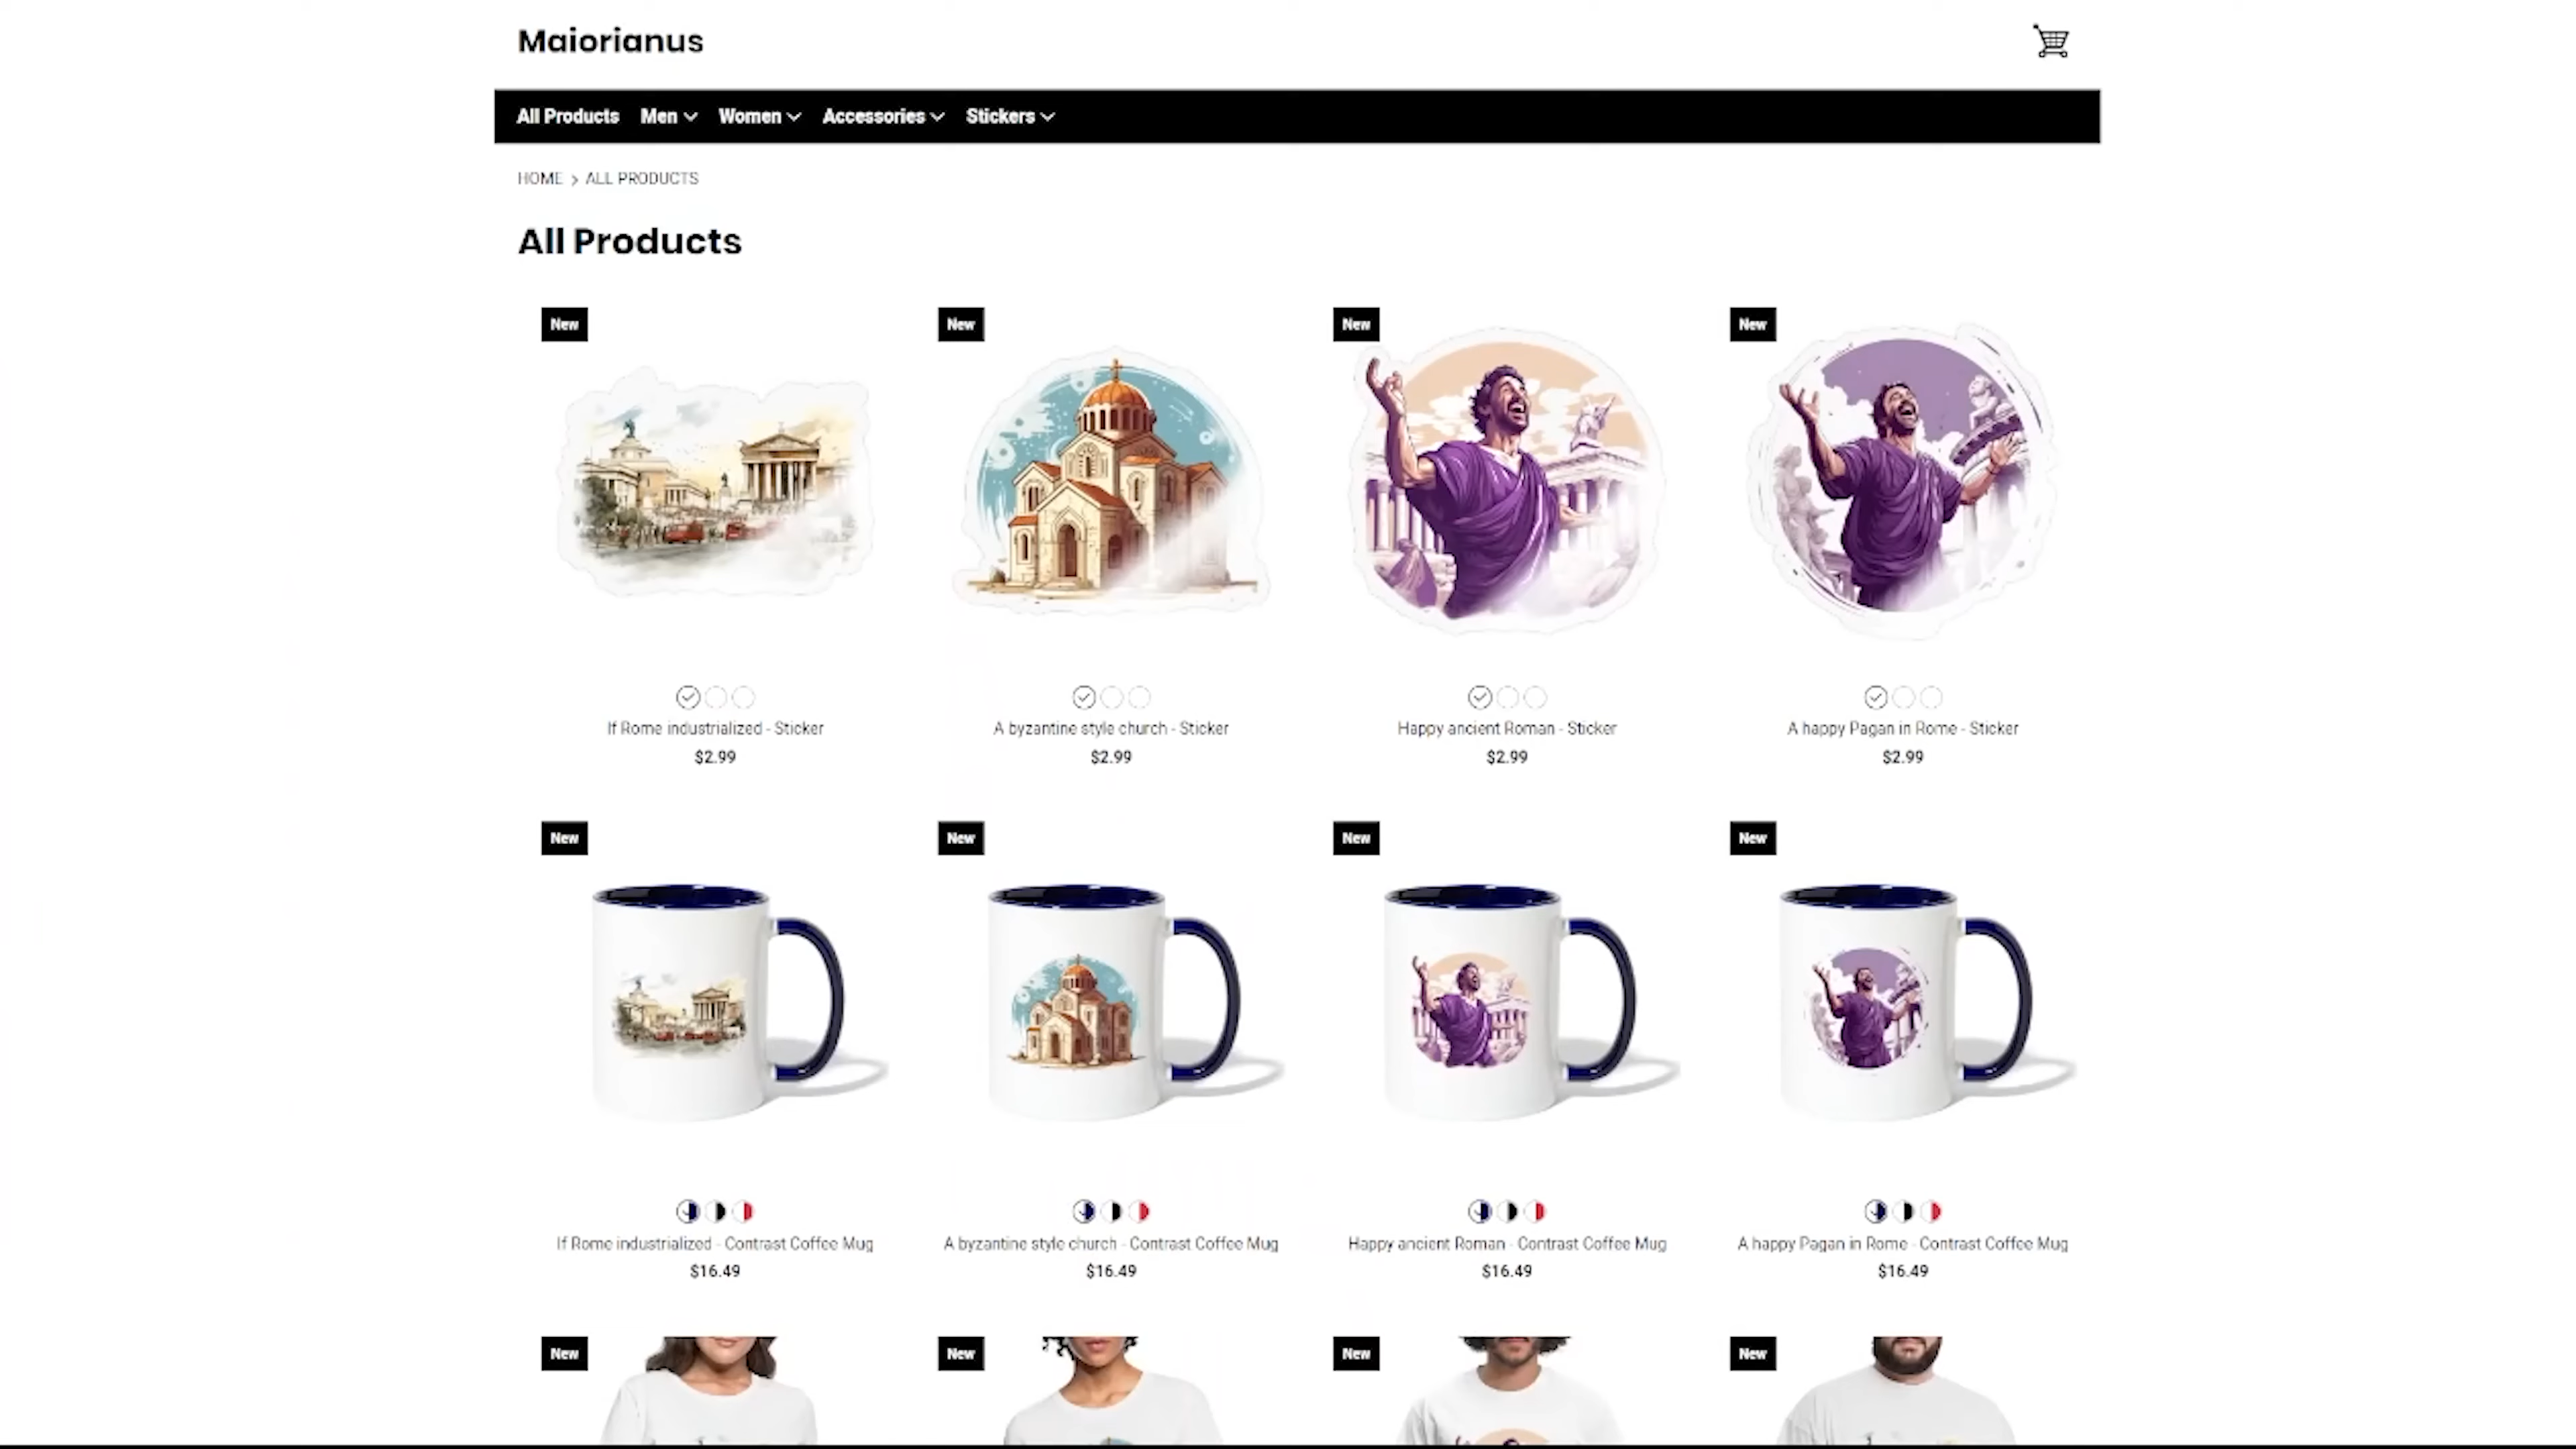 Maiorianus
All Products Men Women Accessories Stickers
HOME > ALL PRODUCTS
All Products
New New New New
If Rome industrialized - Sticker
$2.99
A byzantine style church - Sticker
$2.99
Happy ancient Roman - Sticker
$2.99
A happy Pagan in Rome - Sticker
$2.99
New New New New
If Rome industrialized - Contrast Coffee Mug
$16.49
A byzantine style church - Contrast Coffee Mug
$16.49
Happy ancient Roman - Contrast Coffee Mug
$16.49
A happy Pagan in Rome - Contrast Coffee Mug
$16.49
New New New New